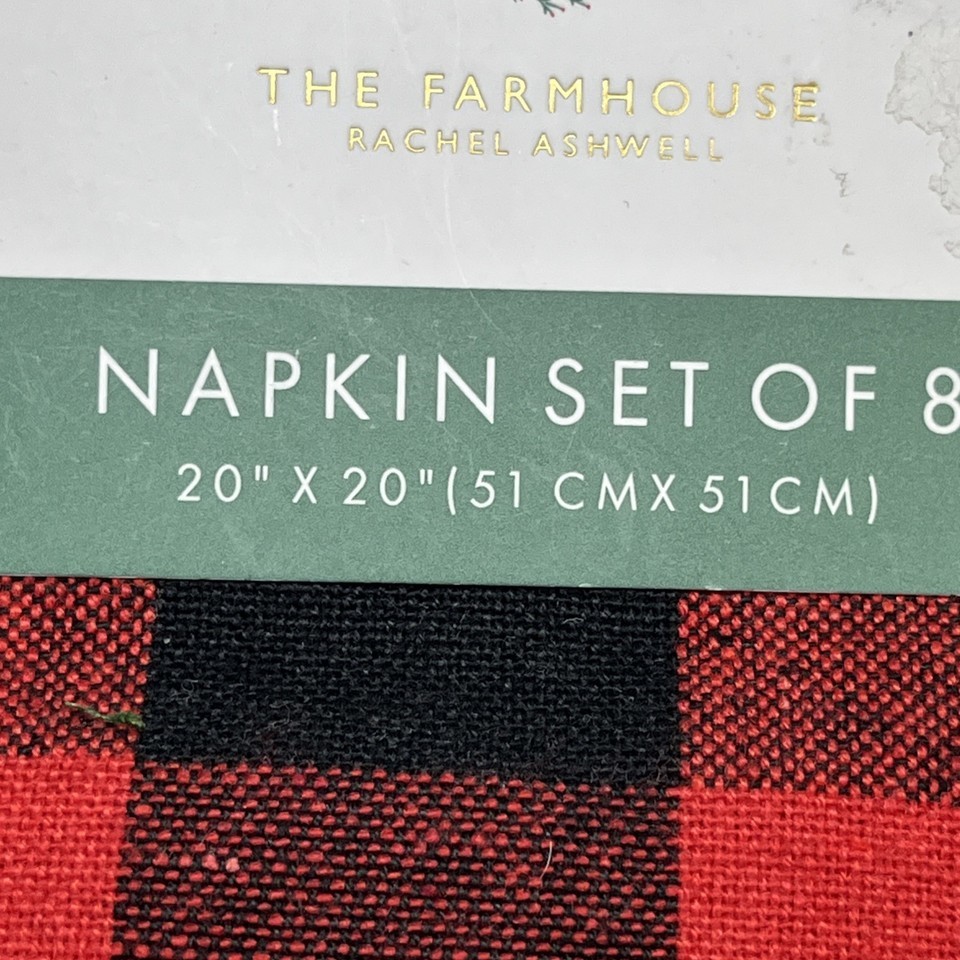 THE FARMHOUSE
RACHEL ASHWELL
NAPKIN SET OF 8
20" X 20"(51 CMX 51CM)